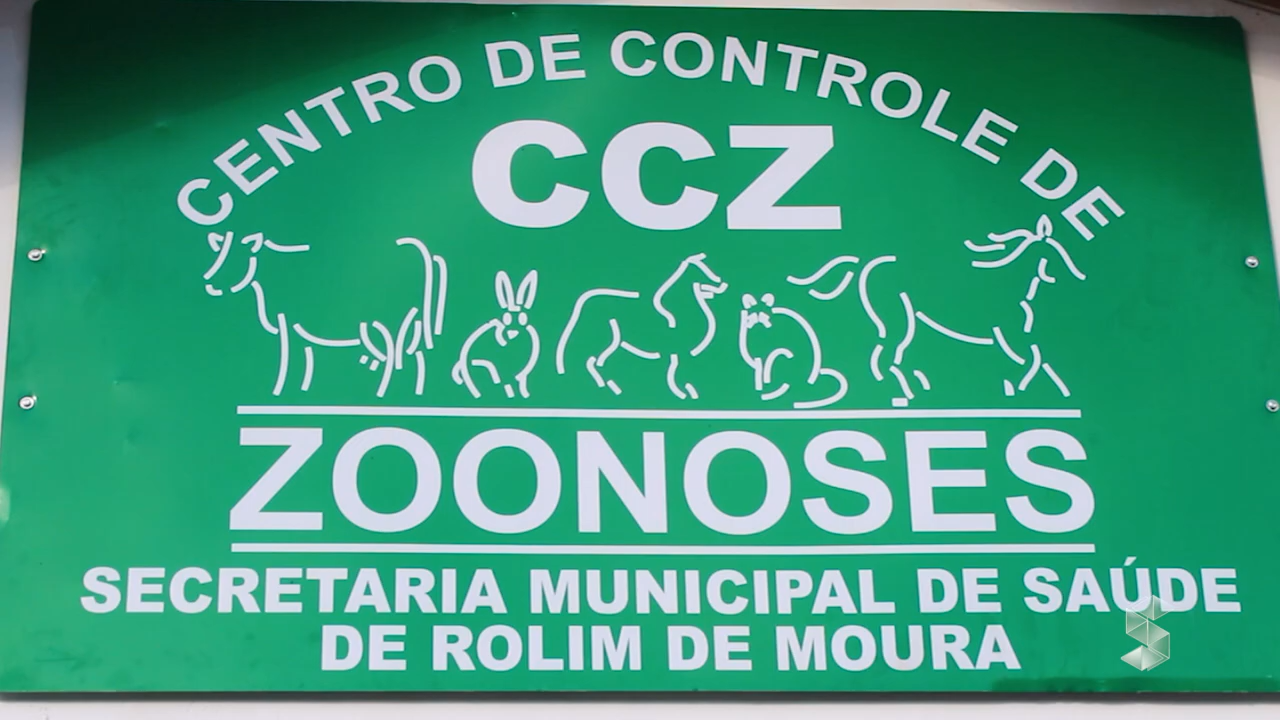 CENTRO DE CONTROLE DE
CCZ
ZOONOSES
SECRETARIA MUNICIPAL DE SAÚDE
DE ROLIM DE MOURA